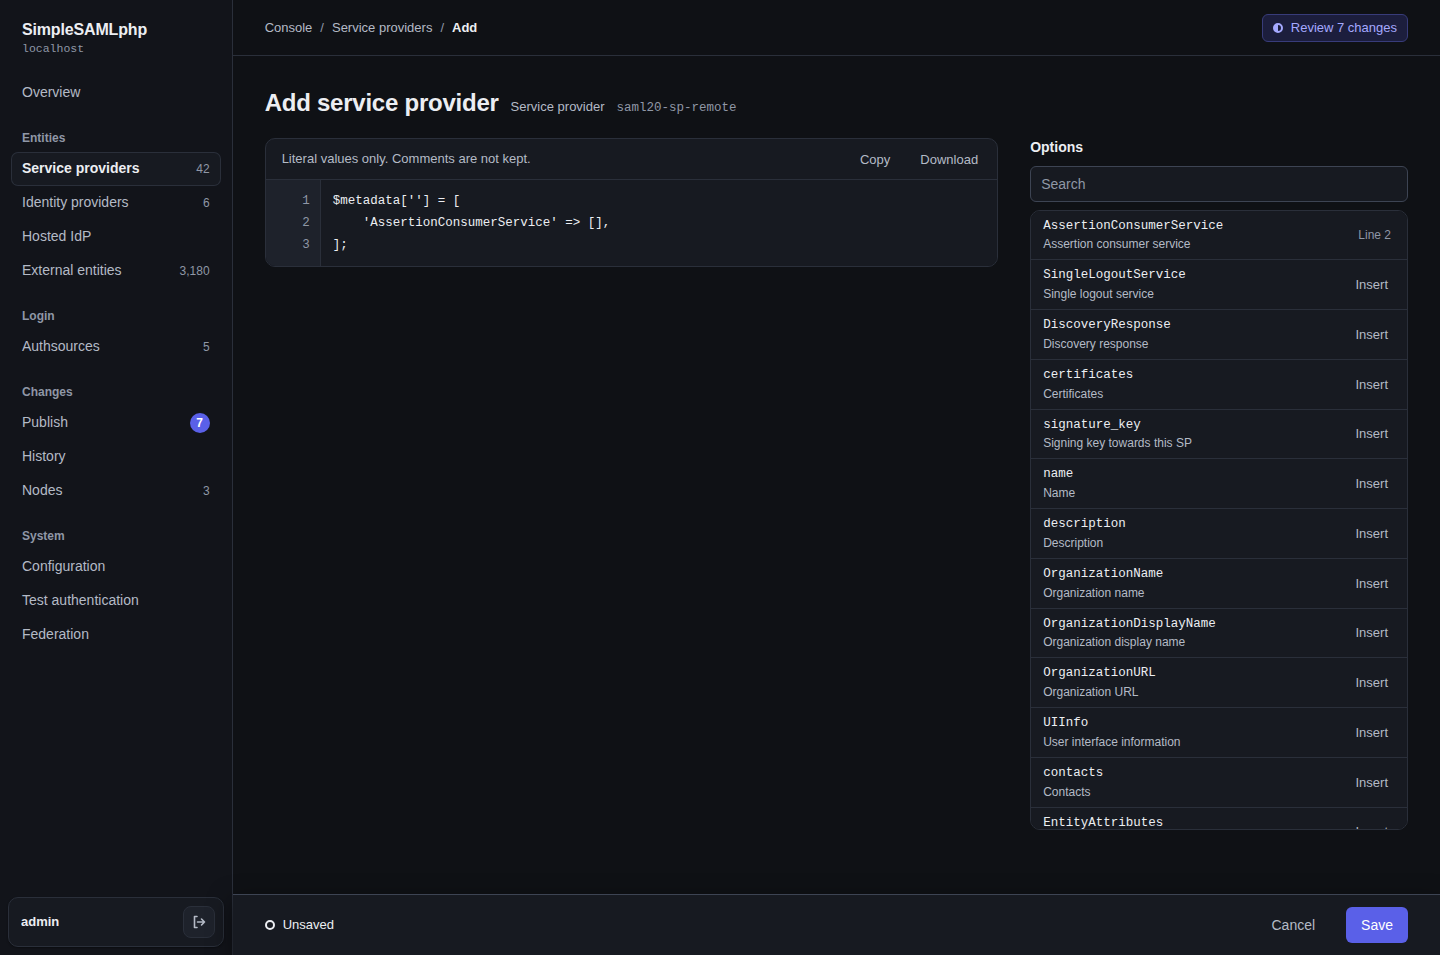 SimpleSAMLphp
localhost
Overview
Entities
Service providers 42
Identity providers 6
Hosted IdP
External entities 3,180
Login
Authsources 5
Changes
Publish 7
History
Nodes 3
System
Configuration
Test authentication
Federation
admin
Console / Service providers / Add
Review 7 changes
Add service provider Service provider saml20-sp-remote
Literal values only. Comments are not kept. Copy Download
1 $metadata[''] = [
2     'AssertionConsumerService' => [],
3 ];
Options
Search
AssertionConsumerService
Assertion consumer service
Line 2
SingleLogoutService
Single logout service
Insert
DiscoveryResponse
Discovery response
Insert
certificates
Certificates
Insert
signature_key
Signing key towards this SP
Insert
name
Name
Insert
description
Description
Insert
OrganizationName
Organization name
Insert
OrganizationDisplayName
Organization display name
Insert
OrganizationURL
Organization URL
Insert
UIInfo
User interface information
Insert
contacts
Contacts
Insert
EntityAttributes
Unsaved
Cancel
Save